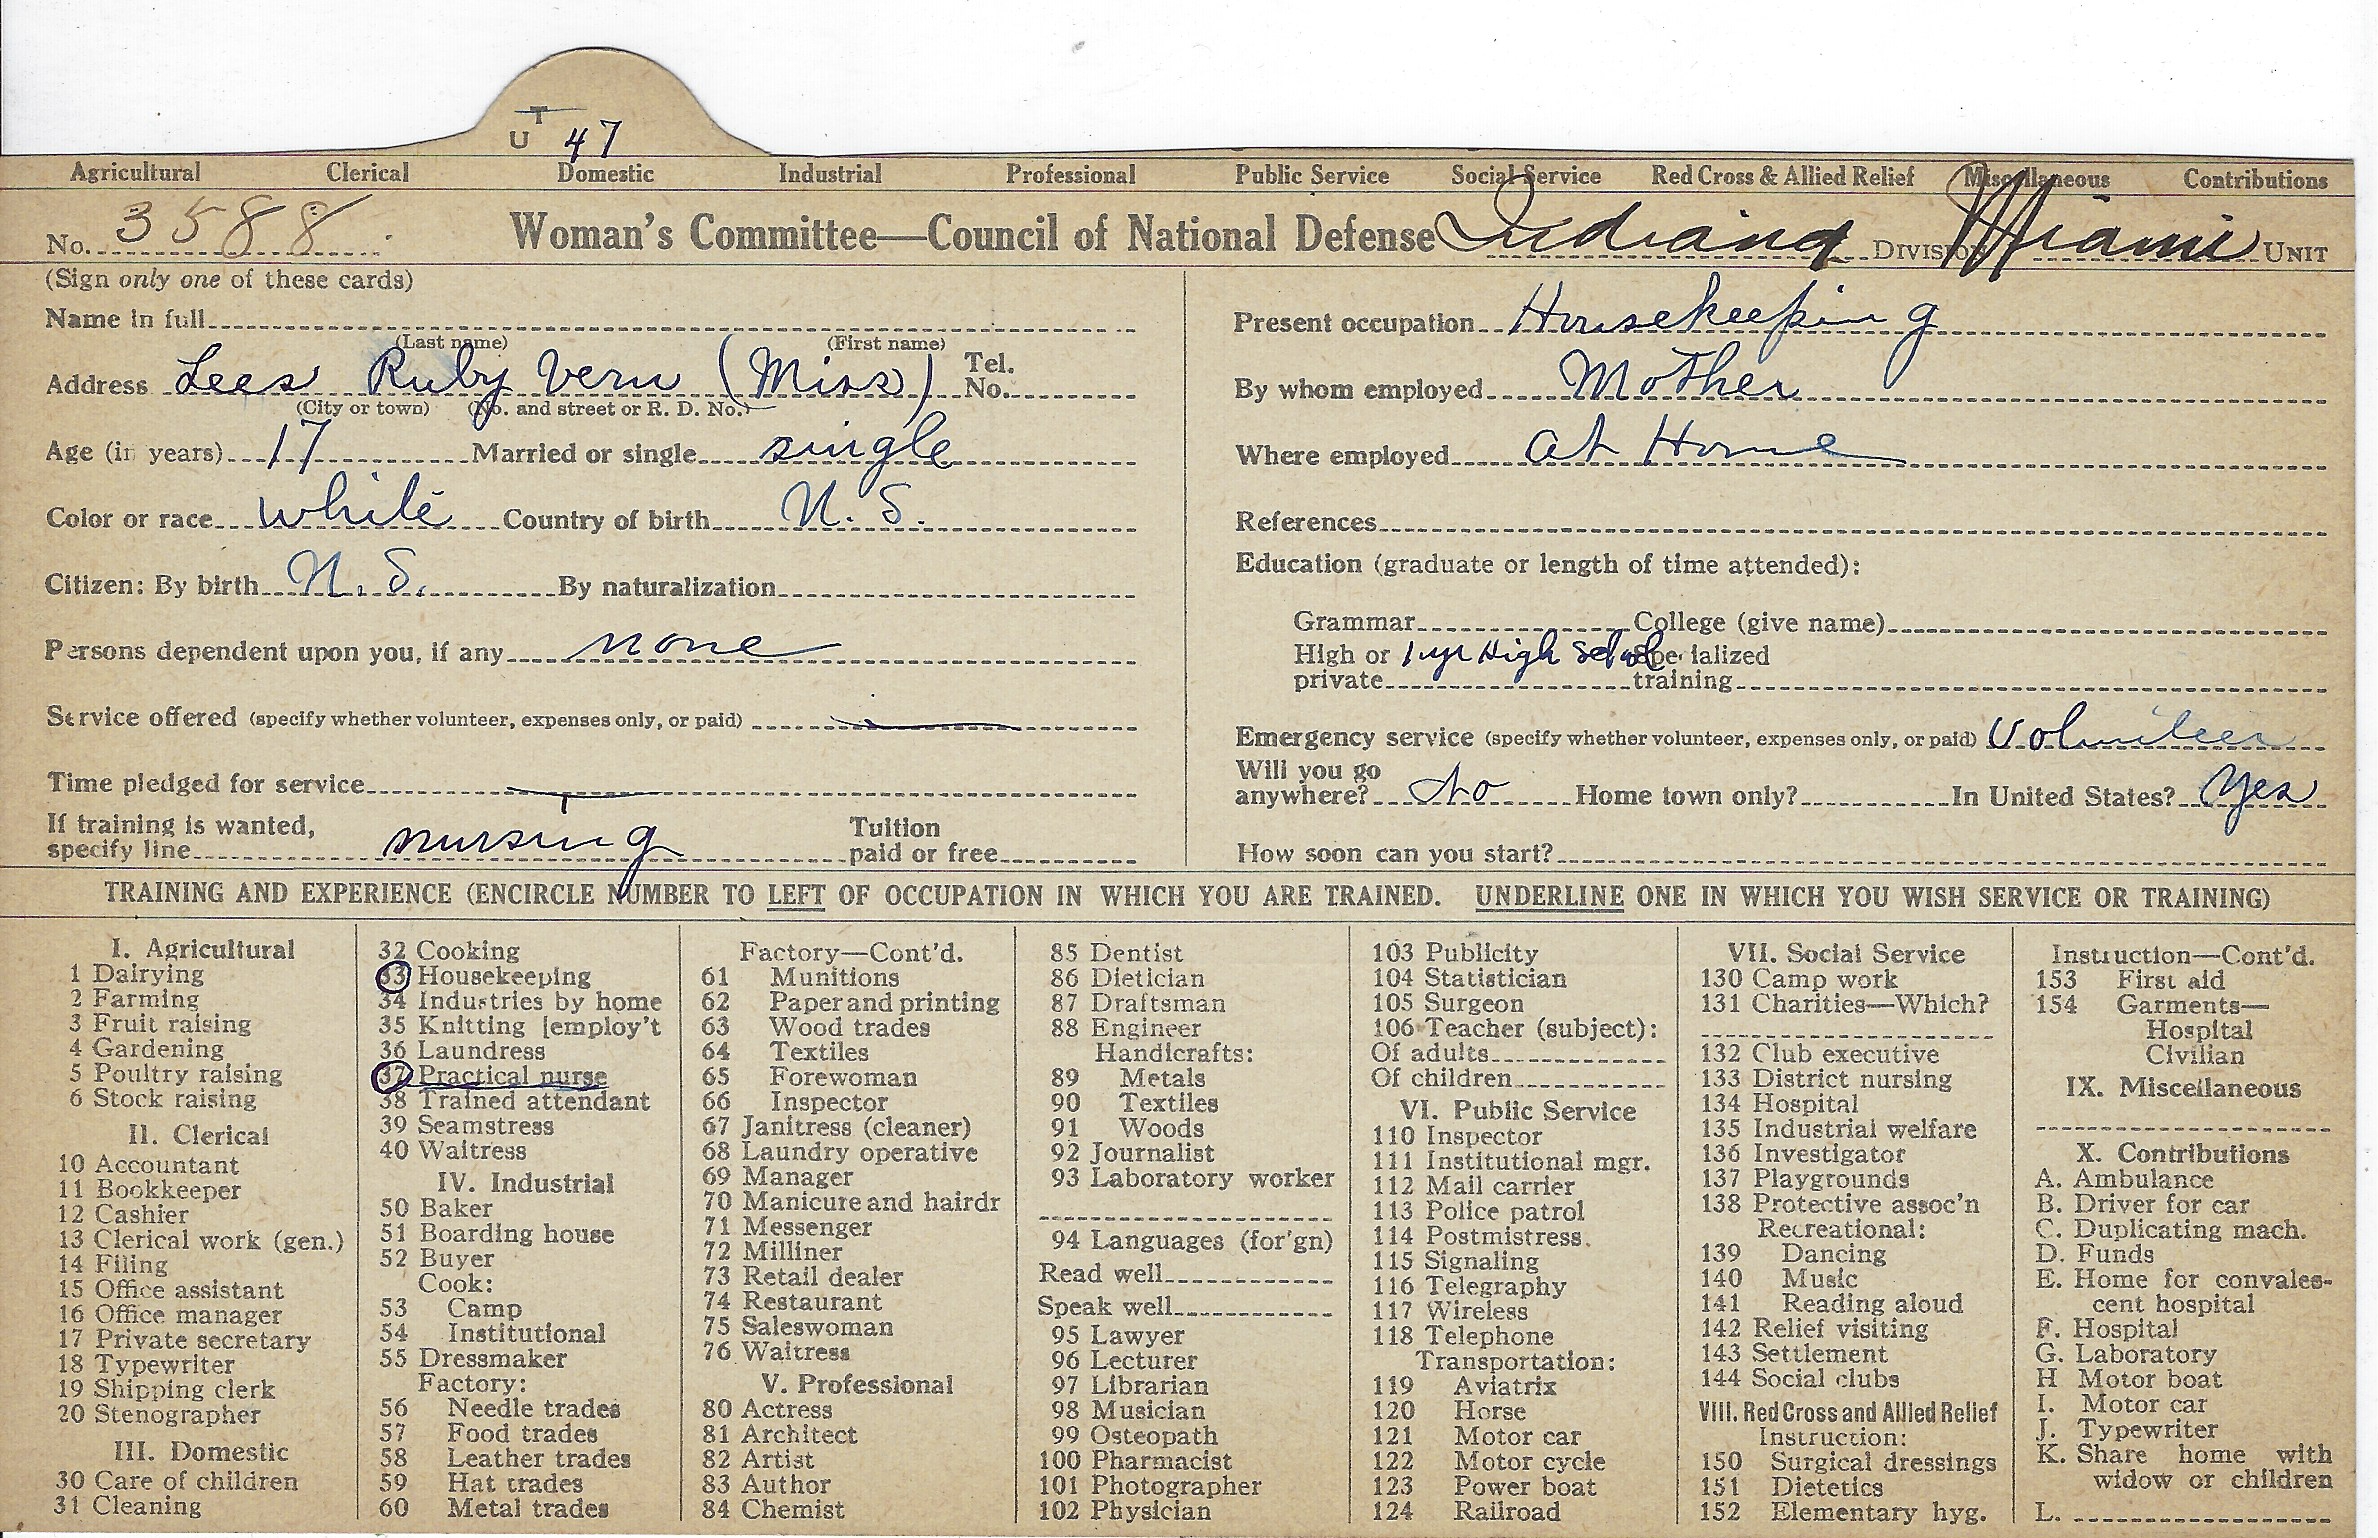 T
U 47
Agricultural Clerical Domestic Industrial Professional Public Service Social Service Red Cross & Allied Relief Miscellaneous Contributions
No. 3588 Woman's Committee—Council of National Defense Indiana Division Miami Unit
(Sign only one of these cards)
Name in full
(Last name) (First name)
Address Lees Ruby Vern (Miss) Tel. No.
(City or town) (No. and street or R. D. No.)
Age (in years) 17 Married or single single
Color or race white Country of birth U. S.
Citizen: By birth U. S. By naturalization
Persons dependent upon you, if any none
Service offered (specify whether volunteer, expenses only, or paid) —
Time pledged for service —
If training is wanted, specify line nursing Tuition paid or free
Present occupation Housekeeping
By whom employed Mother
Where employed at Home
References
Education (graduate or length of time attended):
Grammar College (give name)
High or private 1 yr High School Specialized training
Emergency service (specify whether volunteer, expenses only, or paid) Volunteer
Will you go anywhere? No Home town only? In United States? Yes
How soon can you start?
TRAINING AND EXPERIENCE (ENCIRCLE NUMBER TO LEFT OF OCCUPATION IN WHICH YOU ARE TRAINED. UNDERLINE ONE IN WHICH YOU WISH SERVICE OR TRAINING)
I. Agricultural
1 Dairying
2 Farming
3 Fruit raising
4 Gardening
5 Poultry raising
6 Stock raising
II. Clerical
10 Accountant
11 Bookkeeper
12 Cashier
13 Clerical work (gen.)
14 Filing
15 Office assistant
16 Office manager
17 Private secretary
18 Typewriter
19 Shipping clerk
20 Stenographer
III. Domestic
30 Care of children
31 Cleaning
32 Cooking
33 Housekeeping
34 Industries by home
35 Knitting [employ't
36 Laundress
37 Practical nurse
38 Trained attendant
39 Seamstress
40 Waitress
IV. Industrial
50 Baker
51 Boarding house
52 Buyer
Cook:
53 Camp
54 Institutional
55 Dressmaker
Factory:
56 Needle trades
57 Food trades
58 Leather trades
59 Hat trades
60 Metal trades
Factory—Cont'd.
61 Munitions
62 Paper and printing
63 Wood trades
64 Textiles
65 Forewoman
66 Inspector
67 Janitress (cleaner)
68 Laundry operative
69 Manager
70 Manicure and hairdr
71 Messenger
72 Milliner
73 Retail dealer
74 Restaurant
75 Saleswoman
76 Waitress
V. Professional
80 Actress
81 Architect
82 Artist
83 Author
84 Chemist
85 Dentist
86 Dietician
87 Draftsman
88 Engineer
Handicrafts:
89 Metals
90 Textiles
91 Woods
92 Journalist
93 Laboratory worker
94 Languages (for'gn)
Read well
Speak well
95 Lawyer
96 Lecturer
97 Librarian
98 Musician
99 Osteopath
100 Pharmacist
101 Photographer
102 Physician
103 Publicity
104 Statistician
105 Surgeon
106 Teacher (subject):
Of adults
Of children
VI. Public Service
110 Inspector
111 Institutional mgr.
112 Mail carrier
113 Police patrol
114 Postmistress
115 Signaling
116 Telegraphy
117 Wireless
118 Telephone
Transportation:
119 Aviatrix
120 Horse
121 Motor car
122 Motor cycle
123 Power boat
124 Railroad
VII. Social Service
130 Camp work
131 Charities—Which?
132 Club executive
133 District nursing
134 Hospital
135 Industrial welfare
136 Investigator
137 Playgrounds
138 Protective assoc'n
Recreational:
139 Dancing
140 Music
141 Reading aloud
142 Relief visiting
143 Settlement
144 Social clubs
VIII. Red Cross and Allied Relief
Instruction:
150 Surgical dressings
151 Dietetics
152 Elementary hyg.
Instruction—Cont'd.
153 First aid
154 Garments—
Hospital
Civilian
IX. Miscellaneous
X. Contributions
A. Ambulance
B. Driver for car
C. Duplicating mach.
D. Funds
E. Home for convales-
cent hospital
F. Hospital
G. Laboratory
H Motor boat
I. Motor car
J. Typewriter
K. Share home with
widow or children
L.